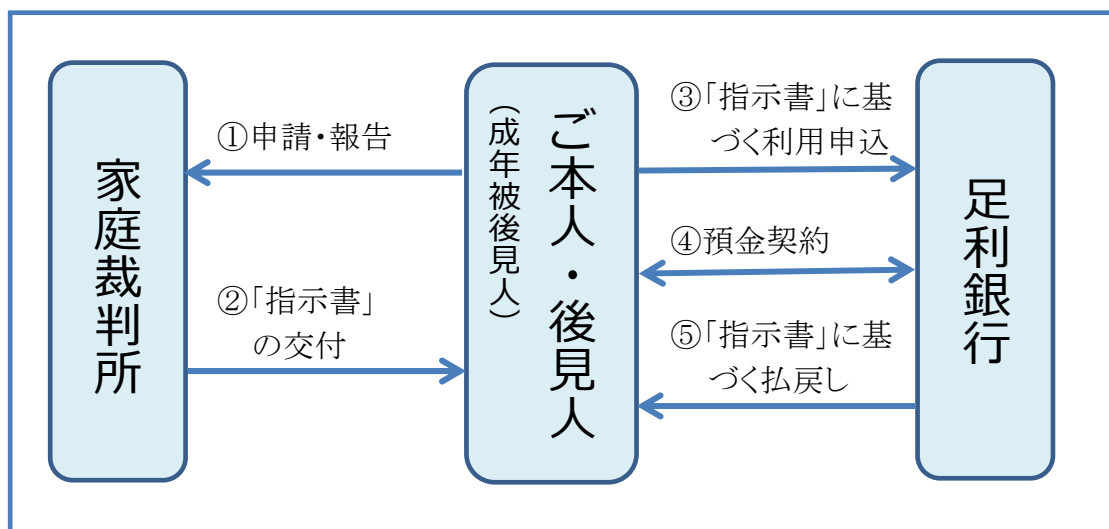 家庭裁判所
①申請・報告
②「指示書」
の交付
ご本人・後見人
（成年被後見人）
③「指示書」に基
づく利用申込
④預金契約
⑤「指示書」に基
づく払戻し
足利銀行